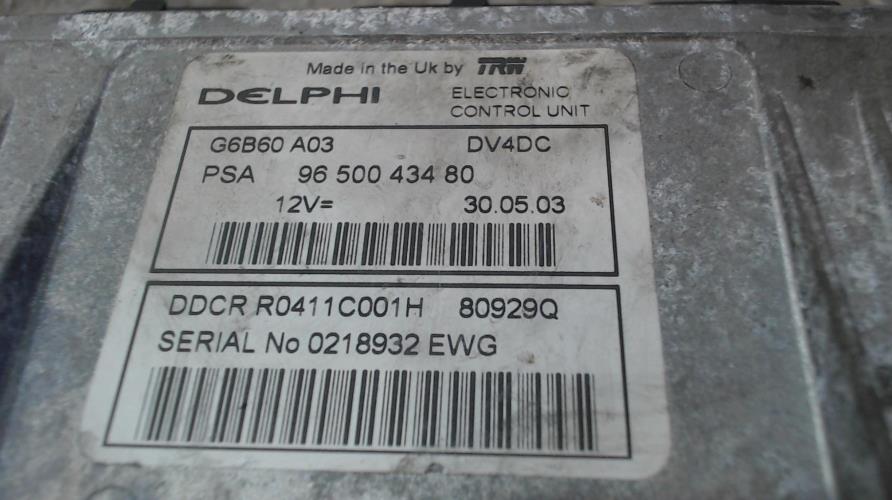 Made in the Uk by TRW
DELPHI ELECTRONIC
CONTROL UNIT
G6B60 A03 DV4DC
PSA 96 500 434 80
12V= 30.05.03
DDCR R0411C001H 80929Q
SERIAL No 0218932 EWG